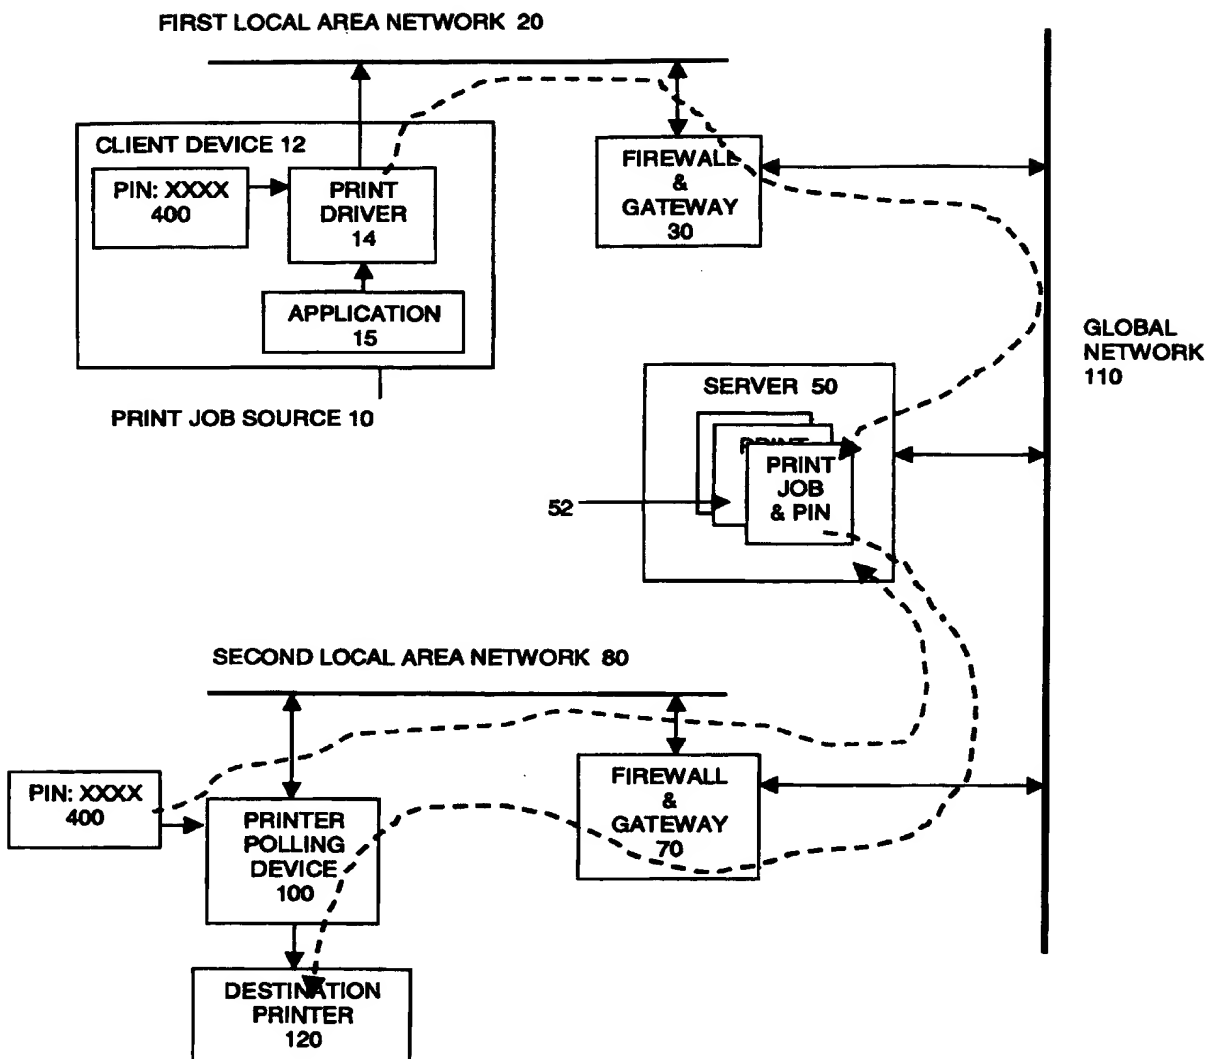 FIRST LOCAL AREA NETWORK 20
CLIENT DEVICE 12
PIN: XXXX
400
PRINT
DRIVER
14
APPLICATION
15
PRINT JOB SOURCE 10
FIREWALL
&
GATEWAY
30
GLOBAL
NETWORK
110
SERVER 50
PRINT
PRINT
JOB
& PIN
52
SECOND LOCAL AREA NETWORK 80
PIN: XXXX
400
PRINTER
POLLING
DEVICE
100
FIREWALL
&
GATEWAY
70
DESTINATION
PRINTER
120